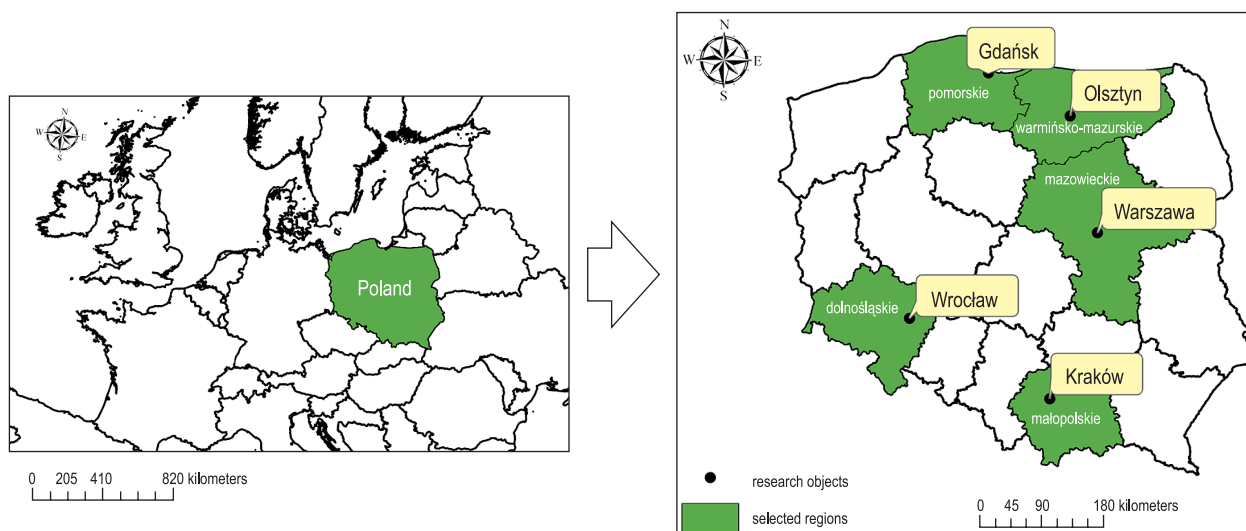 N
W E
S
Poland
0 205 410 820 kilometers
N
W E
S
Gdańsk
pomorskie
Olsztyn
warmińsko-mazurskie
mazowieckie
Warszawa
dolnośląskie
Wrocław
Kraków
małopolskie
research objects
selected regions
0 45 90 180 kilometers